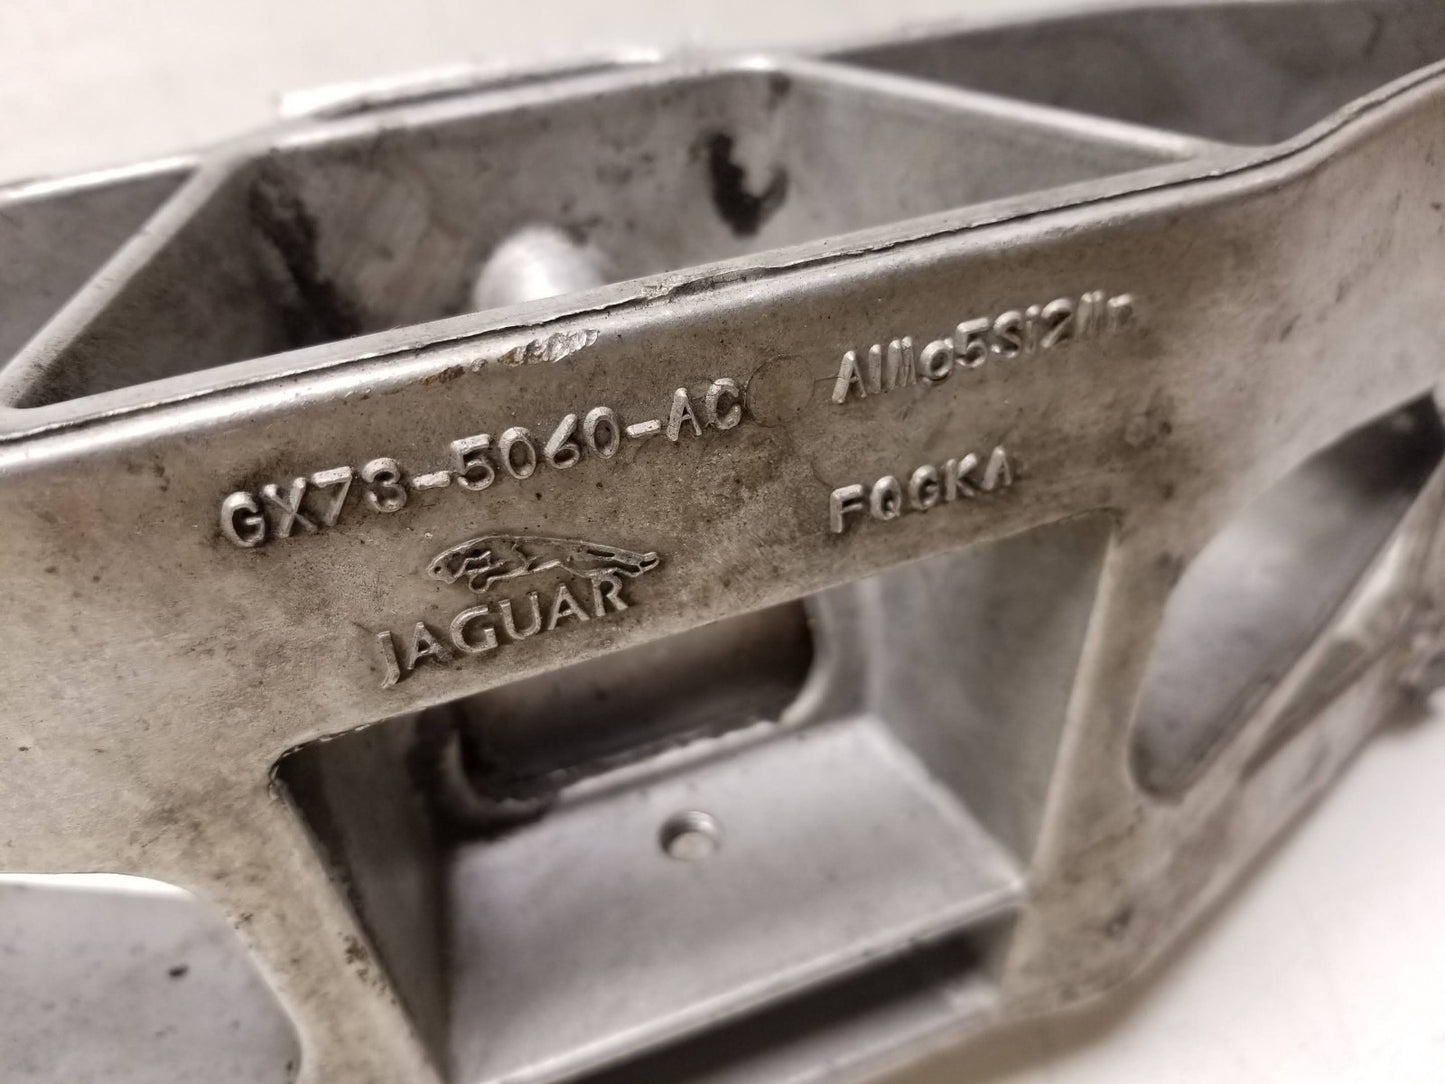 GX73-5060-AC
AlMg5Si2Mn
FQGKA
JAGUAR